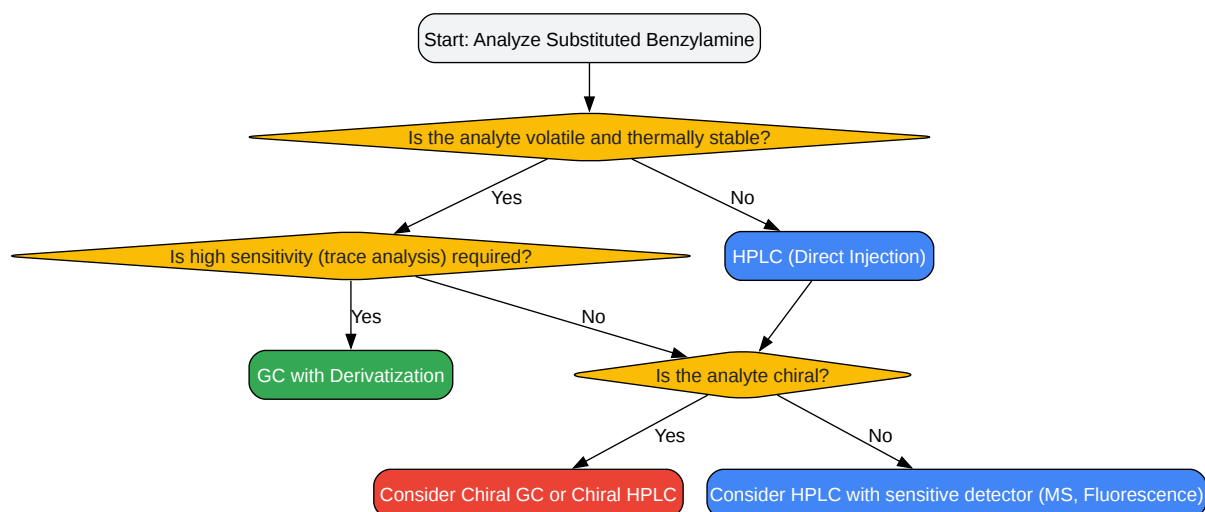 Start: Analyze Substituted Benzylamine
Is the analyte volatile and thermally stable?
Yes
No
Is high sensitivity (trace analysis) required?
HPLC (Direct Injection)
Yes
No
GC with Derivatization
Is the analyte chiral?
Yes
No
Consider Chiral GC or Chiral HPLC
Consider HPLC with sensitive detector (MS, Fluorescence)